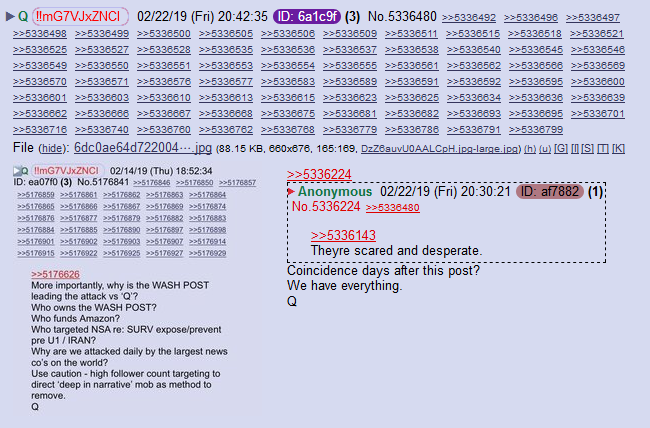 Q !!mG7VJxZNCI 02/22/19 (Fri) 20:42:35 ID: 6a1c9f (3) No.5336480 >>5336492 >>5336496 >>5336497
>>5336498 >>5336499 >>5336500 >>5336505 >>5336506 >>5336509 >>5336511 >>5336515 >>5336518 >>5336521
>>5336525 >>5336527 >>5336528 >>5336535 >>5336536 >>5336537 >>5336538 >>5336540 >>5336545 >>5336546
>>5336549 >>5336550 >>5336551 >>5336553 >>5336554 >>5336555 >>5336561 >>5336562 >>5336566 >>5336569
>>5336570 >>5336571 >>5336576 >>5336577 >>5336583 >>5336586 >>5336591 >>5336592 >>5336595 >>5336600
>>5336601 >>5336603 >>5336610 >>5336613 >>5336615 >>5336623 >>5336625 >>5336634 >>5336636 >>5336638
>>5336662 >>5336666 >>5336667 >>5336668 >>5336675 >>5336681 >>5336682 >>5336693 >>5336695 >>5336701
>>5336716 >>5336740 >>5336760 >>5336762 >>5336768 >>5336779 >>5336786 >>5336791 >>5336799
File (hide): 6dc0ae64d722004⋯.jpg (88.15 KB, 660x676, 165:169, DzZ6auvU0AALCpH.jpg-large.jpg) (h) (u) [G] [I][S] [T] [K]
Q !!mG7VJxZNCI 02/14/19 (Thu) 18:52:34
ID: ea07f0 (3) No.5176841 >>5176846 >>5176850 >>5176857
>>5176859 >>5176861 >>5176862 >>5176863 >>5176864
>>5176865 >>5176866 >>5176867 >>5176869 >>5176873
>>5176876 >>5176877 >>5176879 >>5176882 >>5176883
>>5176884 >>5176885 >>5176890 >>5176897 >>5176898
>>5176901 >>5176902 >>5176903 >>5176907 >>5176914
>>5176915 >>5176922 >>5176925 >>5176927 >>5176929
>>5176626
More importantly, why is the WASH POST
leading the attack vs 'Q'?
Who owns the WASH POST?
Who funds Amazon?
Who targeted NSA re: SURV expose/prevent
pre U1 / IRAN?
Why are we attacked daily by the largest news
co's on the world?
Use caution - high follower count targeting to
direct 'deep in narrative' mob as method to
remove.
Q
>>5336224
Anonymous 02/22/19 (Fri) 20:30:21 ID: af7882 (1)
No.5336224 >>5336480
>>5336143
Theyre scared and desperate.
Coincidence days after this post?
We have everything.
Q